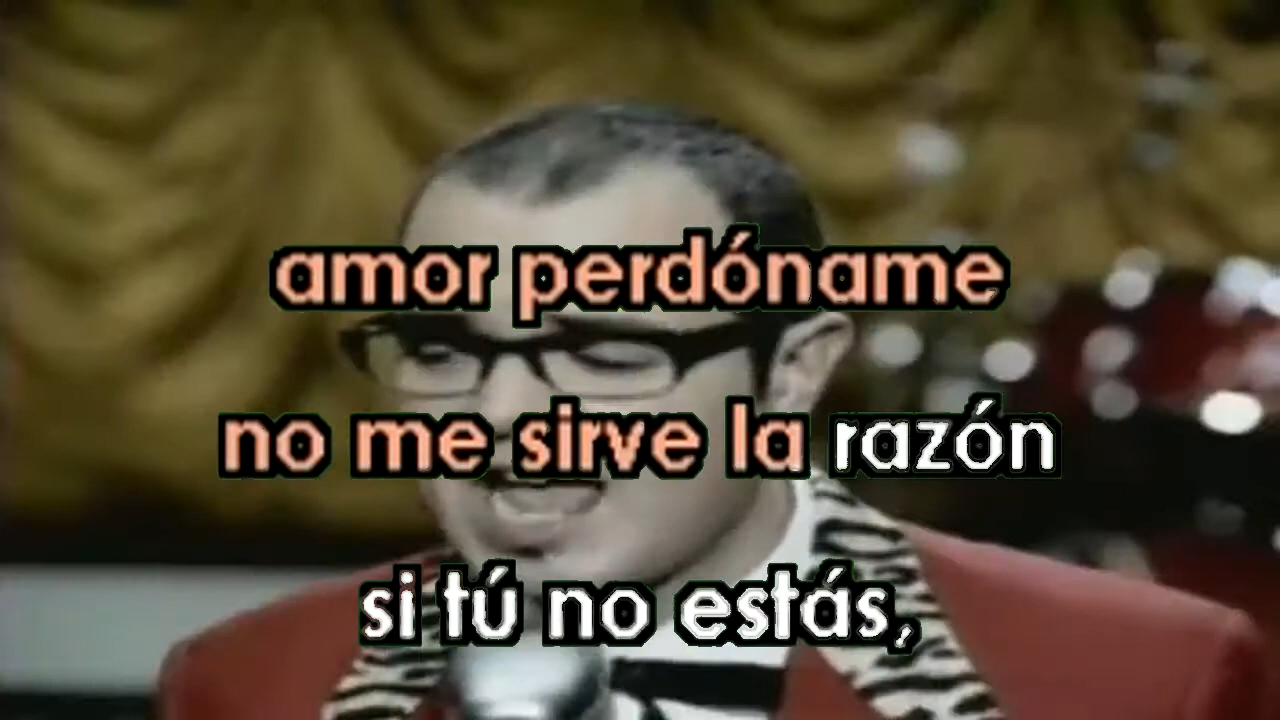 amor perdóname
no me sirve la razón
si tú no estás,